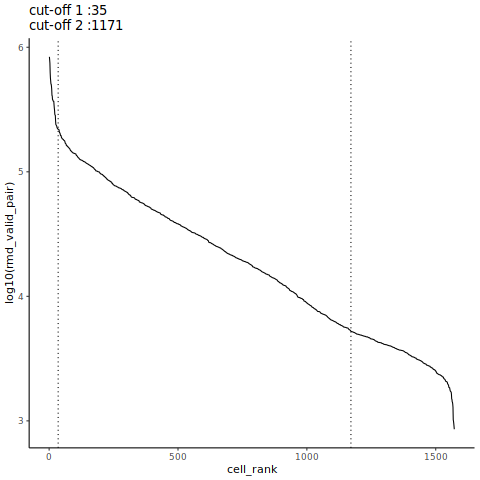 cut-off 1 :35
cut-off 2 :1171
log10(rmd_valid_pair)
6
5
4
3
0
500
1000
1500
cell_rank